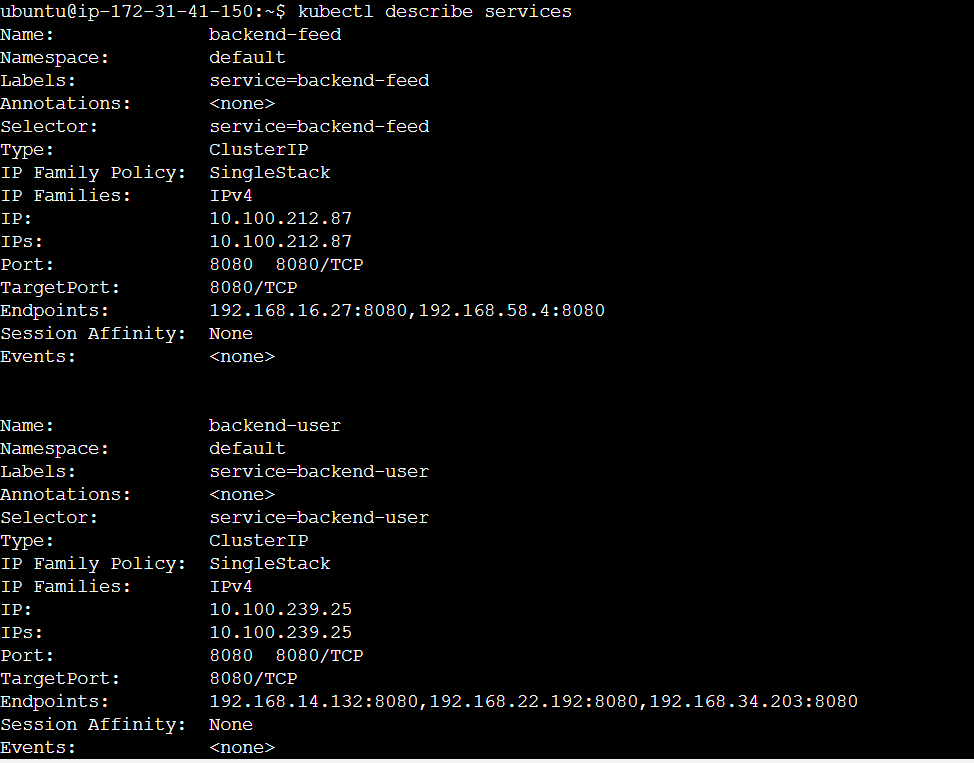 ubuntu@ip-172-31-41-150:~$ kubectl describe services
Name:              backend-feed
Namespace:         default
Labels:            service=backend-feed
Annotations:       <none>
Selector:          service=backend-feed
Type:              ClusterIP
IP Family Policy:  SingleStack
IP Families:       IPv4
IP:                10.100.212.87
IPs:               10.100.212.87
Port:              8080  8080/TCP
TargetPort:        8080/TCP
Endpoints:         192.168.16.27:8080,192.168.58.4:8080
Session Affinity:  None
Events:            <none>
Name:              backend-user
Namespace:         default
Labels:            service=backend-user
Annotations:       <none>
Selector:          service=backend-user
Type:              ClusterIP
IP Family Policy:  SingleStack
IP Families:       IPv4
IP:                10.100.239.25
IPs:               10.100.239.25
Port:              8080  8080/TCP
TargetPort:        8080/TCP
Endpoints:         192.168.14.132:8080,192.168.22.192:8080,192.168.34.203:8080
Session Affinity:  None
Events:            <none>